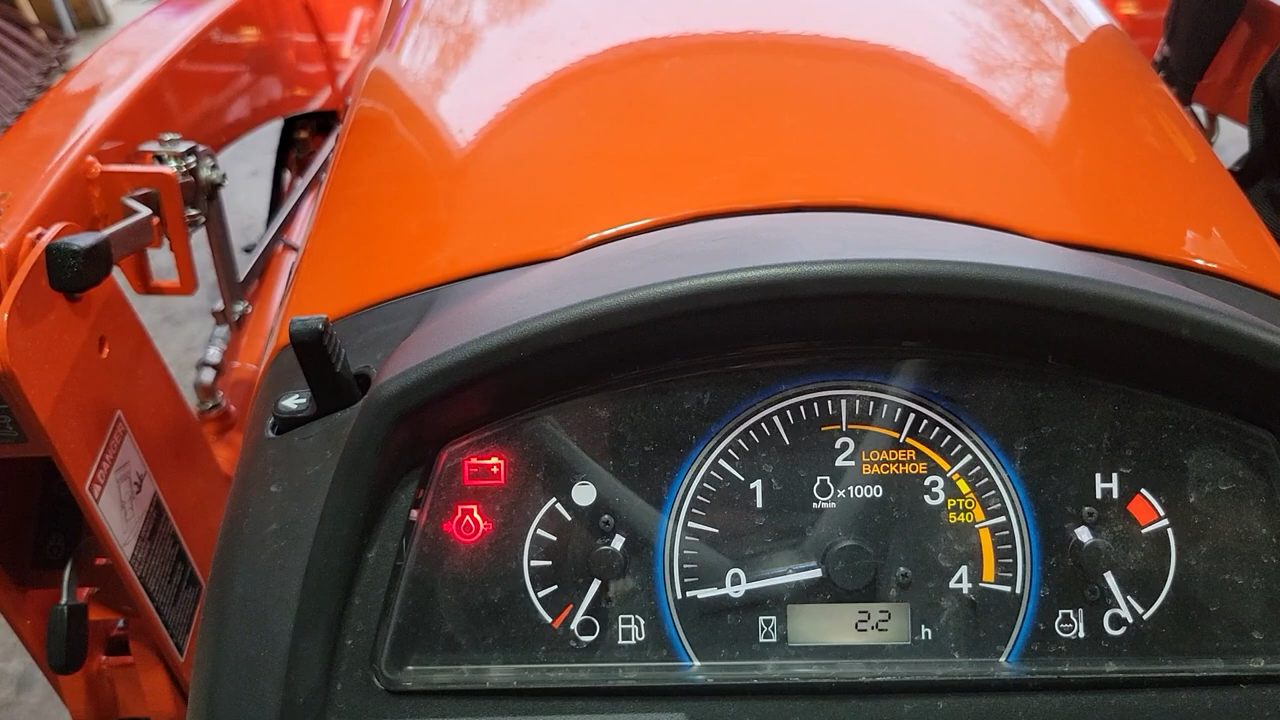 DANGER
2
LOADER
BACKHOE
1
×1000
n/min
3
PTO
540
0
4
2.2
h
H
C